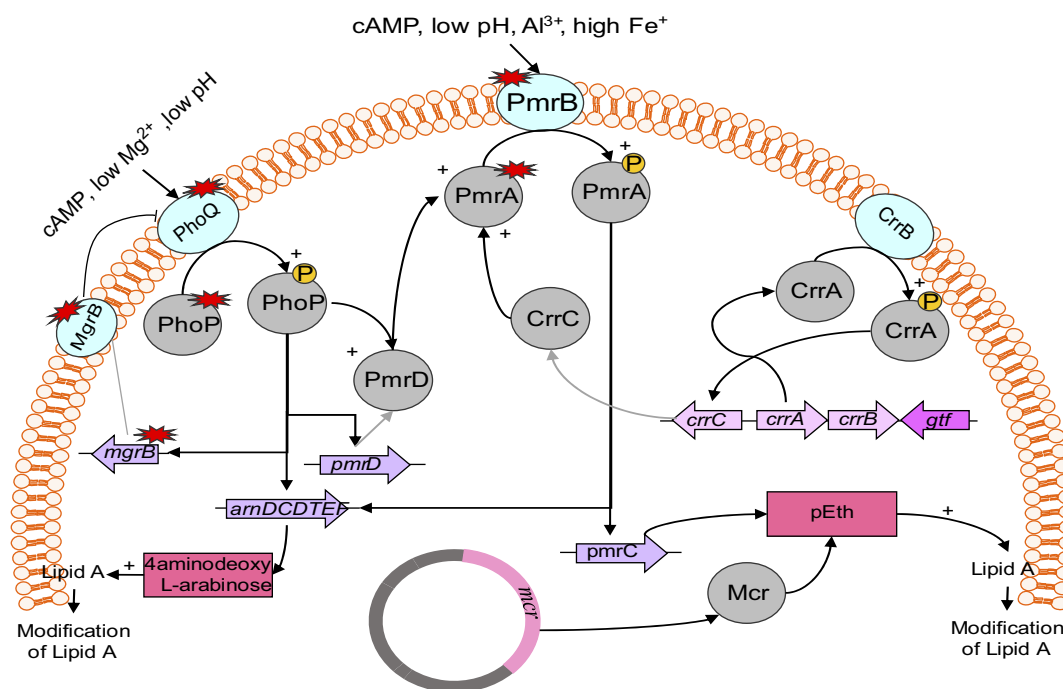 cAMP, low pH, Al³⁺, high Fe⁺
cAMP, low Mg²⁺ ,low pH
PmrB
PhoQ
MgrB
CrrB
PmrA
P
PmrA
P
PhoP
PhoP
CrrA
P
CrrA
CrrC
PmrD
crrC
crrA
crrB
gtf
mgrB
pmrD
arnDCDTEF
pmrC
pEth
4aminodeoxy
L-arabinose
Lipid A
+
+
+
+
+
+
+
+
+
Lipid A
mcr
Mcr
Modification
of Lipid A
Modification
of Lipid A